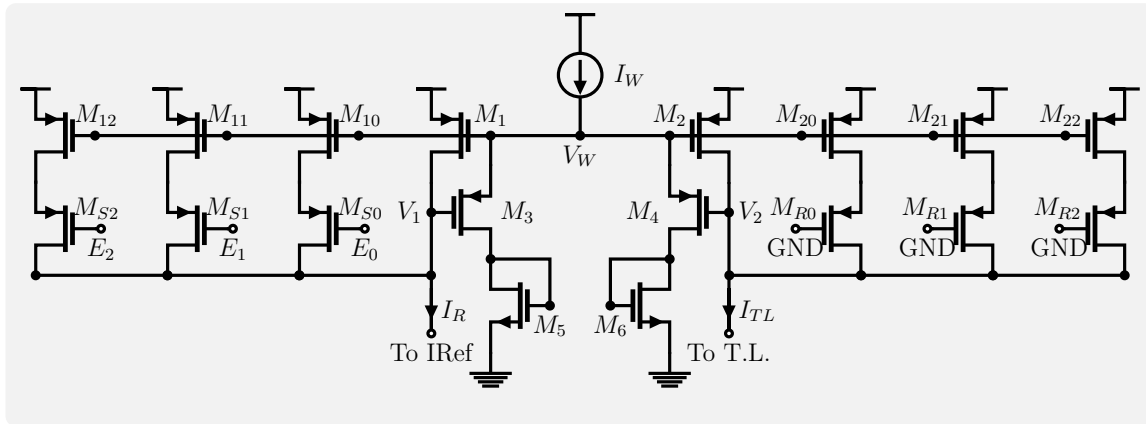 I_W
M_12 M_11 M_10 M_1 M_2 M_20 M_21 M_22
V_W
M_S2 M_S1 M_S0 V_1 M_3 M_4 V_2 M_R0 M_R1 M_R2
E_2 E_1 E_0 GND GND GND
I_R M_5 M_6 I_TL
To IRef To T.L.